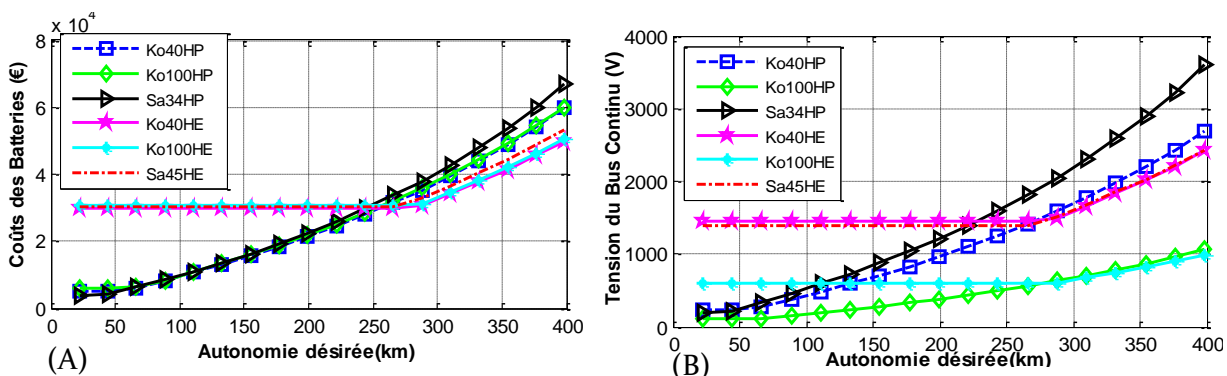 x 10⁴
Coûts des Batteries (€)
8
6
4
2
0
Ko40HP
Ko100HP
Sa34HP
Ko40HE
Ko100HE
Sa45HE
0 50 100 150 200 250 300 350 400
Autonomie désirée(km)
(A)
Tension du Bus Continu (V)
4000
3000
2000
1000
0
Ko40HP
Ko100HP
Sa34HP
Ko40HE
Ko100HE
Sa45HE
0 50 100 150 200 250 300 350 400
Autonomie désirée(km)
(B)